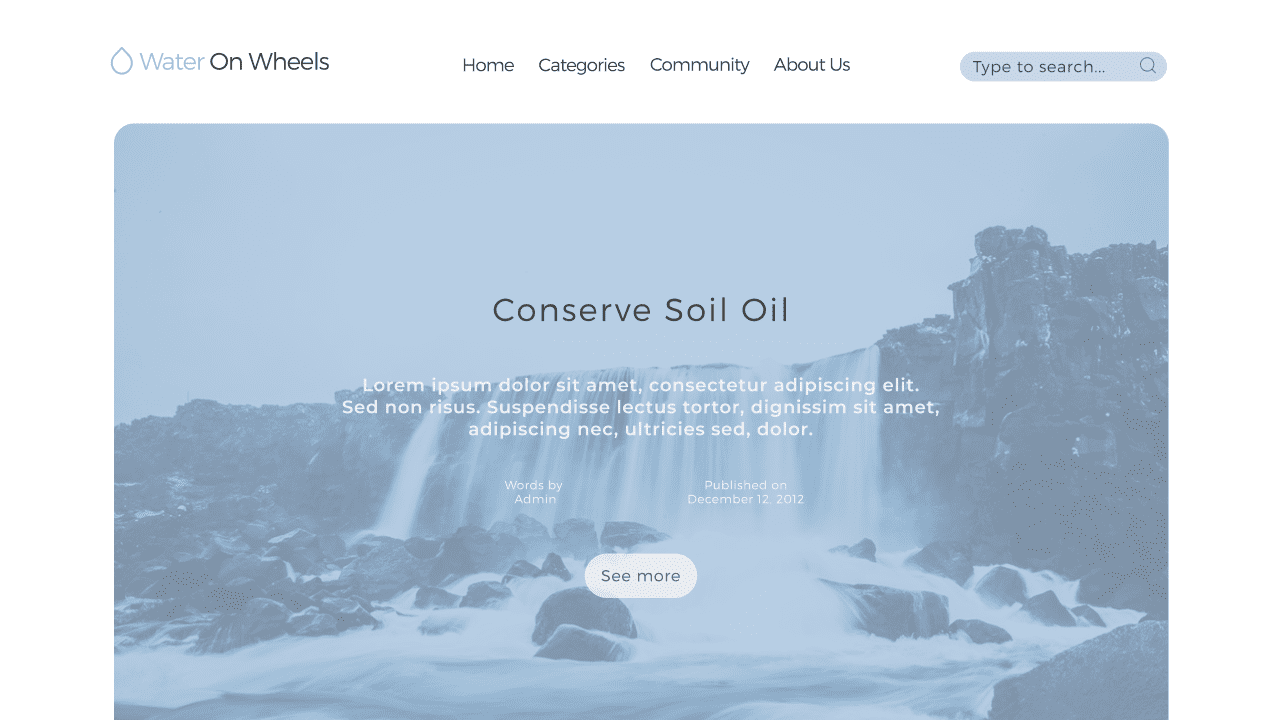 Water On Wheels
Home
Categories
Community
About Us
Type to search...
Conserve Soil Oil
Lorem ipsum dolor sit amet, consectetur adipiscing elit.
Sed non risus. Suspendisse lectus tortor, dignissim sit amet,
adipiscing nec, ultricies sed, dolor.
Words by
Admin
Published on
December 12, 2012
See more